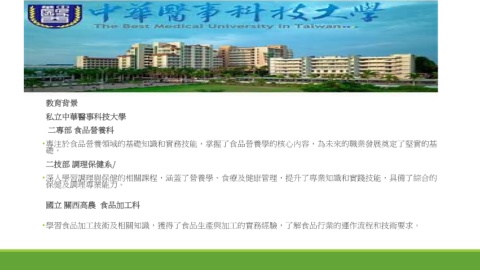 中華醫事科技大學
The Best Medical University in Taiwan
教育背景
私立中華醫事科技大學
二專部 食品營養科
•專注於食品營養領域的基礎知識和實務技能,掌握了食品營養學的核心內容,為未來的職業發展奠定了堅實的基
礎。
二技部 調理保健系/
•深入學習調理與保健的相關課程,涵蓋了營養學、食療及健康管理,提升了專業知識和實踐技能,具備了綜合的
保健及調理專業能力。
國立 關西高農 食品加工科
•學習食品加工技術及相關知識,獲得了食品生產與加工的實務經驗,了解食品行業的運作流程和技術要求。